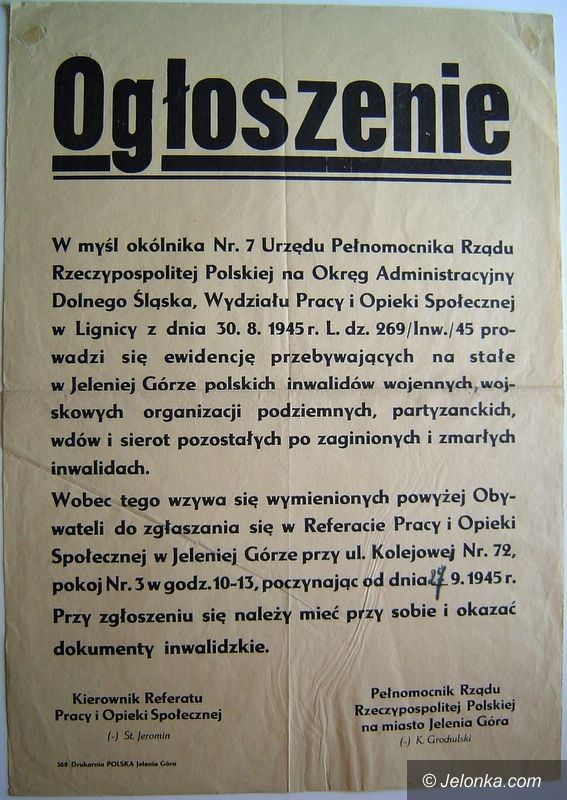 Ogłoszenie
W myśl okólnika Nr. 7 Urzędu Pełnomocnika Rządu
Rzeczypospolitej Polskiej na Okręg Administracyjny
Dolnego Śląska, Wydziału Pracy i Opieki Społecznej
w Lignicy z dnia 30. 8. 1945 r. L. dz. 269/Inw./45 pro-
wadzi się ewidencję przebywających na stałe
w Jeleniej Górze polskich inwalidów wojennych, woj-
skowych organizacji podziemnych, partyzanckich,
wdów i sierot pozostałych po zaginionych i zmarłych
inwalidach.
Wobec tego wzywa się wymienionych powyżej Oby-
wateli do zgłaszania się w Referacie Pracy i Opieki
Społecznej w Jeleniej Górze przy ul. Kolejowej Nr. 72,
pokoj Nr. 3 w godz. 10-13, poczynając od dnia 9. 1945 r.
Przy zgłoszeniu się należy mieć przy sobie i okazać
dokumenty inwalidzkie.
Kierownik Referatu
Pracy i Opieki Społecznej
(-) St. Jeromin
Pełnomocnik Rządu
Rzeczypospolitej Polskiej
na miasto Jelenia Góra
(-) K. Grochulski
368 Drukarnia POLSKA Jelenia Góra
© Jelonka.com